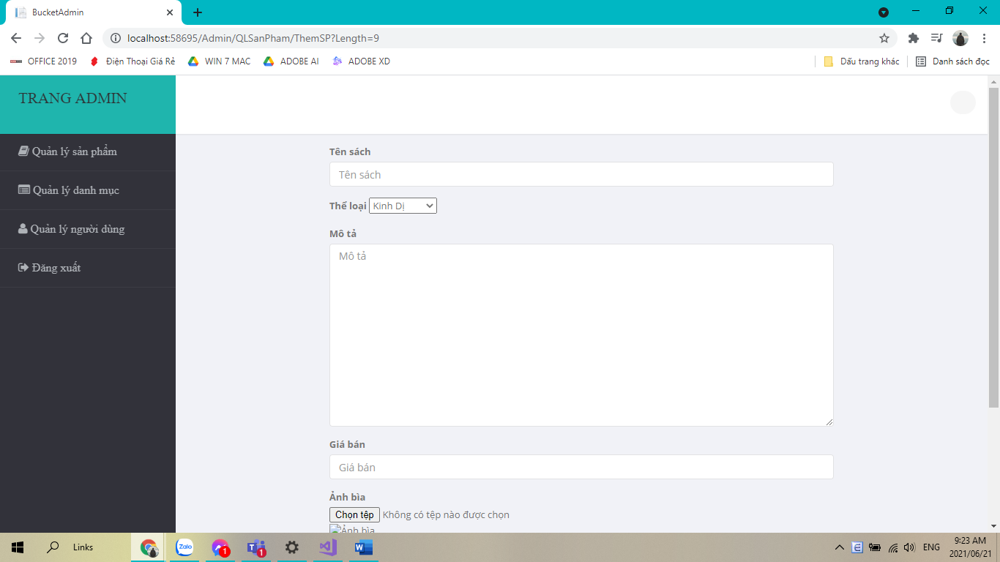 BucketAdmin
localhost:58695/Admin/QLSanPham/ThemSP?Length=9
OFFICE 2019 Điện Thoại Giá Rẻ WIN 7 MAC ADOBE AI ADOBE XD Dấu trang khác Danh sách đọc
TRANG ADMIN
Quản lý sản phẩm
Quản lý danh mục
Quản lý người dùng
Đăng xuất
Tên sách
Tên sách
Thể loại Kinh Dị
Mô tả
Mô tả
Giá bán
Giá bán
Ảnh bìa
Chọn tệp Không có tệp nào được chọn
Ảnh bìa
Links Zalo 1 1 ENG 9:23 AM
2021/06/21